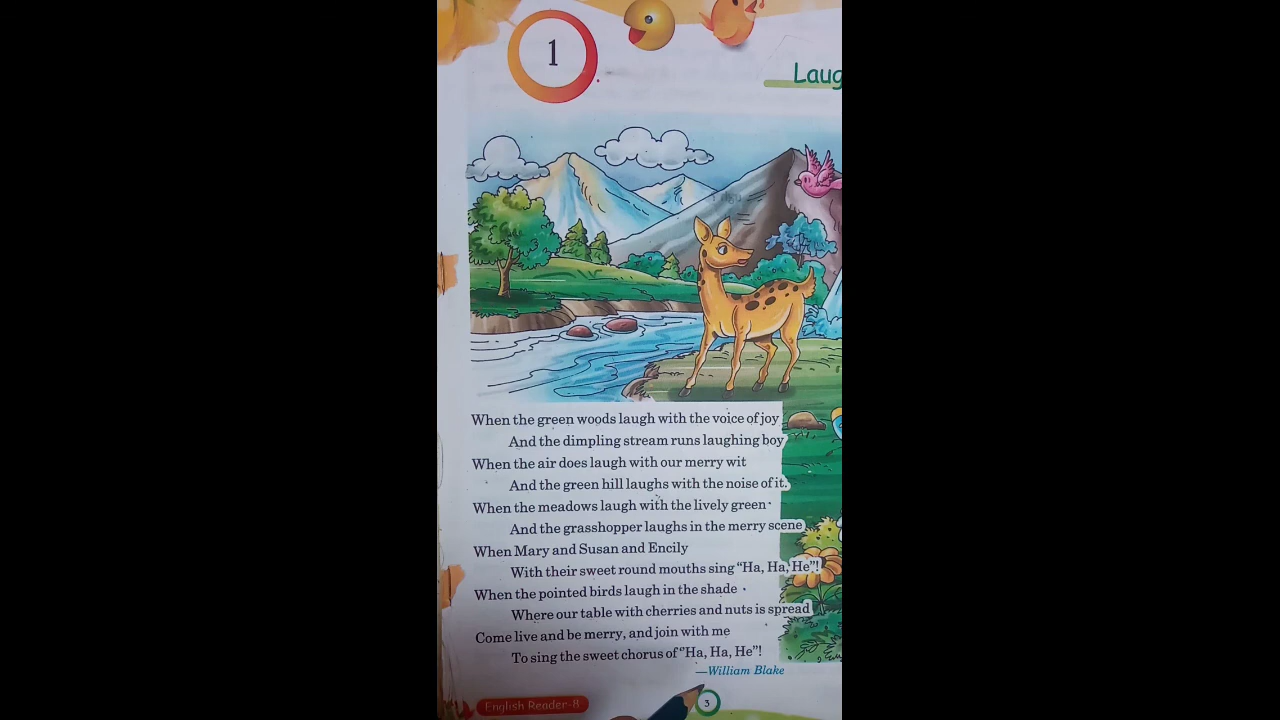 1
Laug
When the green woods laugh with the voice of joy
And the dimpling stream runs laughing boy
When the air does laugh with our merry wit
And the green hill laughs with the noise of it.
When the meadows laugh with the lively green
And the grasshopper laughs in the merry scene
When Mary and Susan and Encily
With their sweet round mouths sing “Ha, Ha, He”!
When the pointed birds laugh in the shade
Where our table with cherries and nuts is spread
Come live and be merry, and join with me
To sing the sweet chorus of “Ha, Ha, He”!
—William Blake
English Reader-8
3